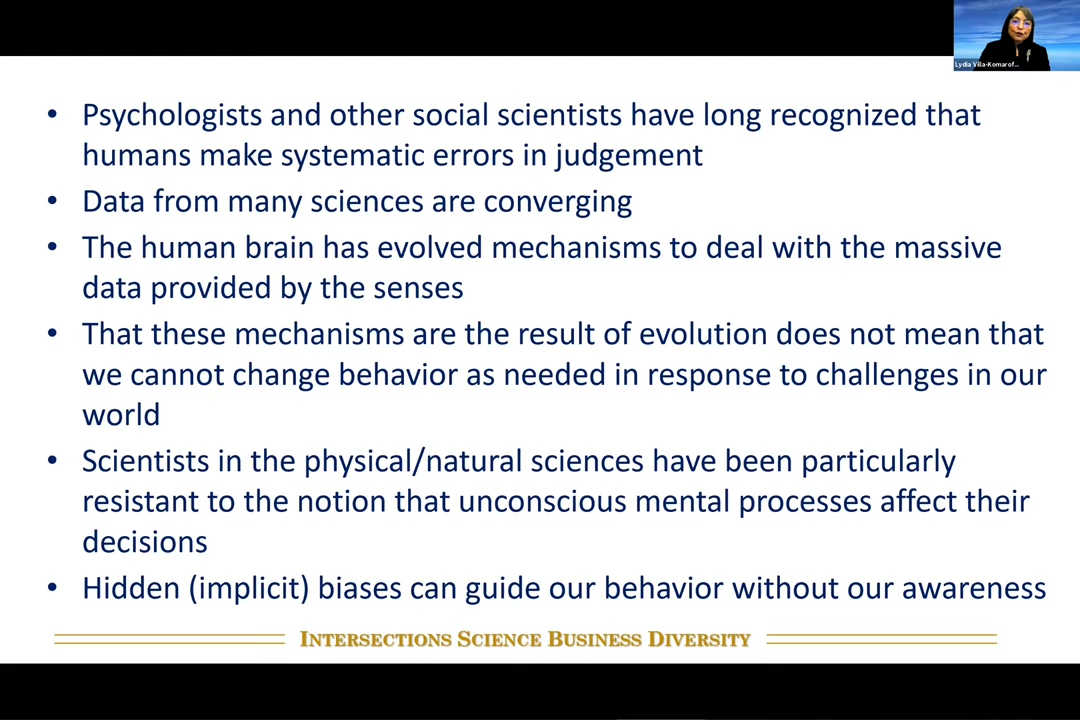 Lydia Villa-Komarof...
• Psychologists and other social scientists have long recognized that
humans make systematic errors in judgement
• Data from many sciences are converging
• The human brain has evolved mechanisms to deal with the massive
data provided by the senses
• That these mechanisms are the result of evolution does not mean that
we cannot change behavior as needed in response to challenges in our
world
• Scientists in the physical/natural sciences have been particularly
resistant to the notion that unconscious mental processes affect their
decisions
• Hidden (implicit) biases can guide our behavior without our awareness
INTERSECTIONS SCIENCE BUSINESS DIVERSITY